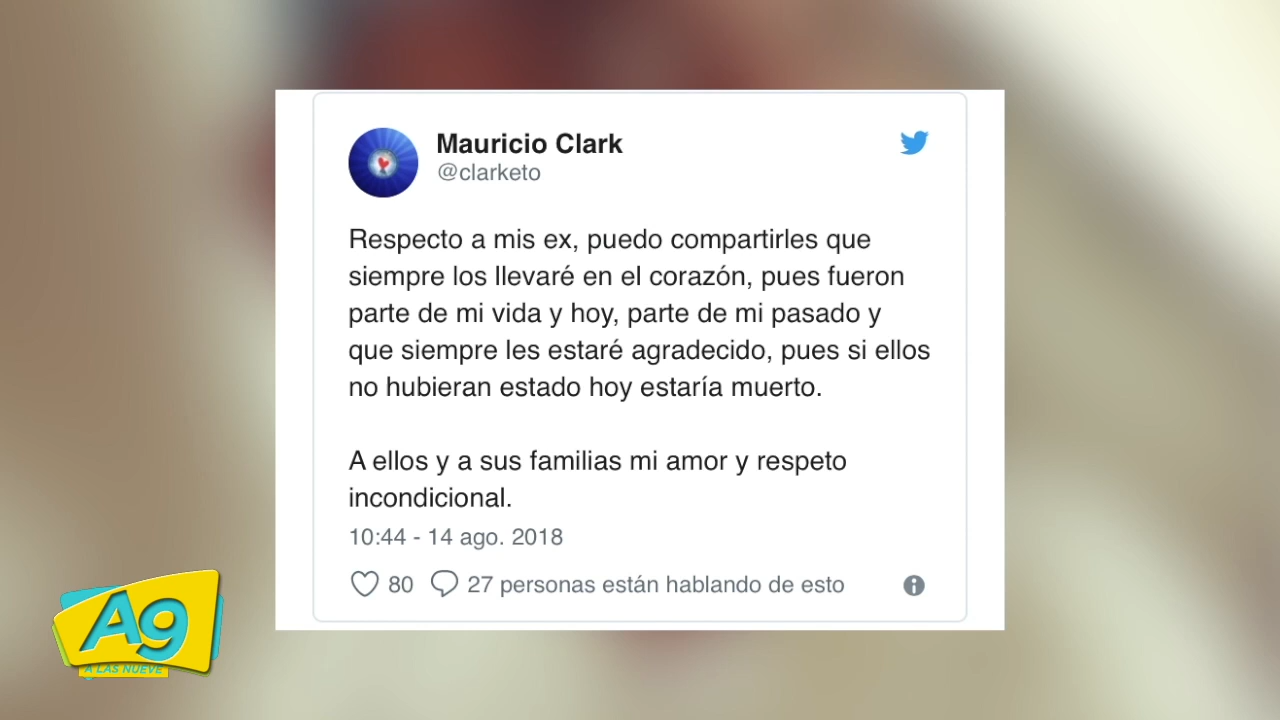 Mauricio Clark
@clarketo
Respecto a mis ex, puedo compartirles que
siempre los llevaré en el corazón, pues fueron
parte de mi vida y hoy, parte de mi pasado y
que siempre les estaré agradecido, pues si ellos
no hubieran estado hoy estaría muerto.
A ellos y a sus familias mi amor y respeto
incondicional.
10:44 - 14 ago. 2018
80 27 personas están hablando de esto
A9
A LAS NUEVE